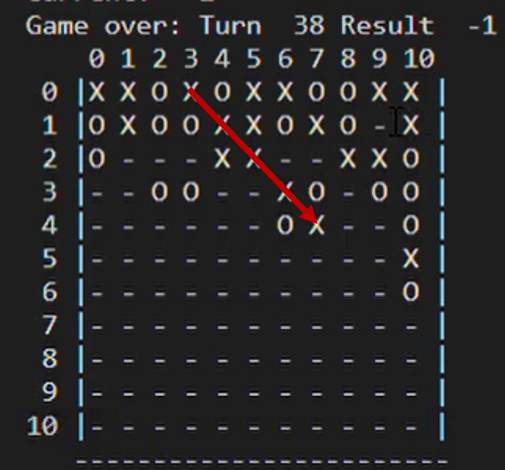 Game over: Turn  38 Result  -1
0 1 2 3 4 5 6 7 8 9 10
0 |X X O X O X X O O X X |
1 |O X O O X X O X O - X |
2 |O - - - X X - - X X O |
3 |- - O O - - X O - O O |
4 |- - - - - - O X - - O |
5 |- - - - - - - - - - X |
6 |- - - - - - - - - - O |
7 |- - - - - - - - - - - |
8 |- - - - - - - - - - - |
9 |- - - - - - - - - - - |
10 |- - - - - - - - - - - |
-----------------------